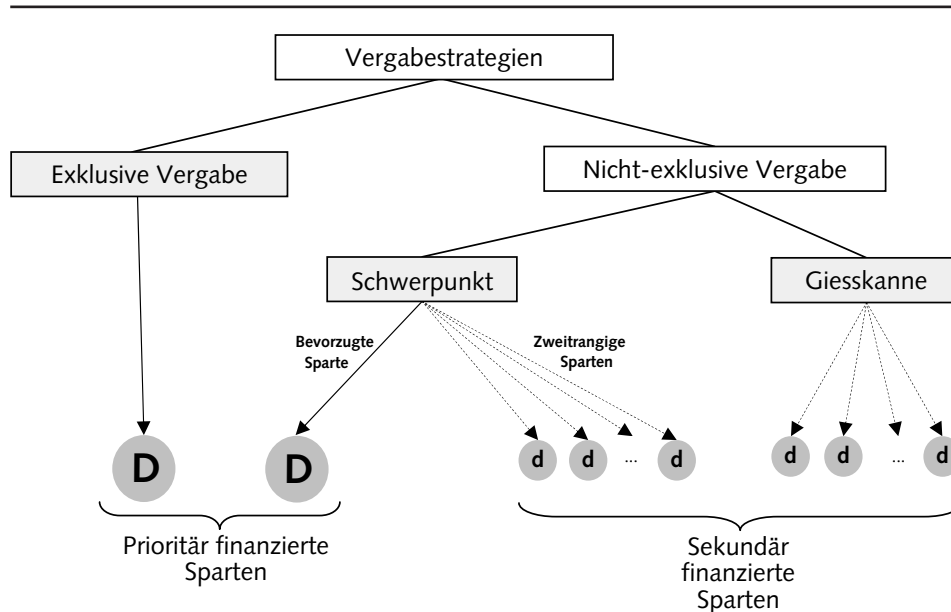 Vergabestrategien
Exklusive Vergabe
Nicht-exklusive Vergabe
Schwerpunkt
Giesskanne
Bevorzugte
Sparte
Zweitrangige
Sparten
D
D
d
d
...
d
d
d
...
d
Prioritär finanzierte
Sparten
Sekundär
finanzierte
Sparten